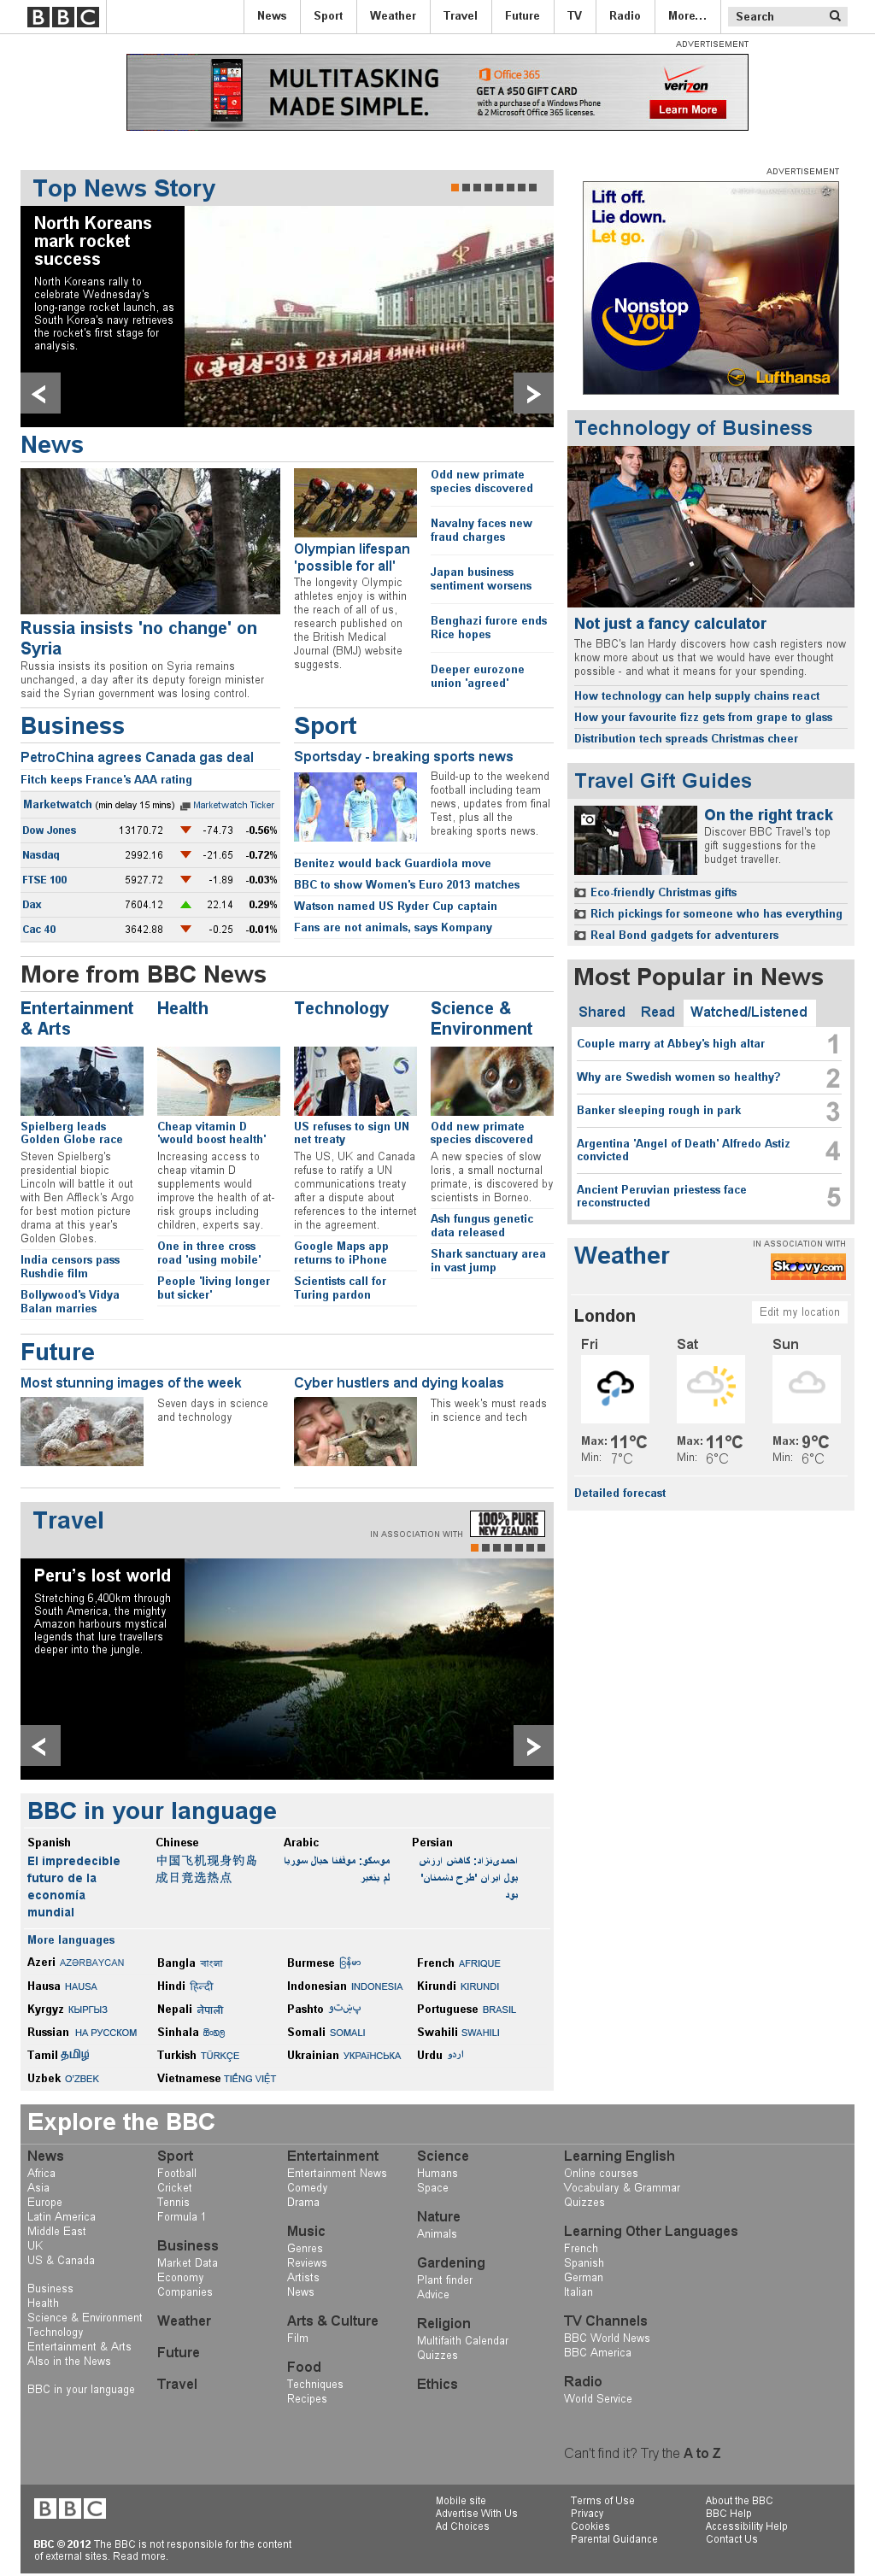 BBC
News Sport Weather Travel Future TV Radio More... Search
ADVERTISEMENT
MULTITASKING
MADE SIMPLE.
Office 365
GET A $50 GIFT CARD
with a purchase of a Windows Phone
& 2 Microsoft Office 365 licenses.
verizon
Learn More
Top News Story
North Koreans
mark rocket
success
North Koreans rally to
celebrate Wednesday's
long-range rocket launch, as
South Korea's navy retrieves
the rocket's first stage for
analysis.
ADVERTISEMENT
Lift off.
Lie down.
Let go.
Nonstop
you
Lufthansa
News
Russia insists 'no change' on
Syria
Russia insists its position on Syria remains
unchanged, a day after its deputy foreign minister
said the Syrian government was losing control.
Olympian lifespan
'possible for all'
The longevity Olympic
athletes enjoy is within
the reach of all of us,
research published on
the British Medical
Journal (BMJ) website
suggests.
Odd new primate
species discovered
Navalny faces new
fraud charges
Japan business
sentiment worsens
Benghazi furore ends
Rice hopes
Deeper eurozone
union 'agreed'
Technology of Business
Not just a fancy calculator
The BBC's Ian Hardy discovers how cash registers now
know more about us that we would have ever thought
possible - and what it means for your spending.
How technology can help supply chains react
How your favourite fizz gets from grape to glass
Distribution tech spreads Christmas cheer
Business
PetroChina agrees Canada gas deal
Fitch keeps France's AAA rating
Marketwatch (min delay 15 mins) Marketwatch Ticker
Dow Jones 13170.72 -74.73 -0.56%
Nasdaq 2992.16 -21.65 -0.72%
FTSE 100 5927.72 -1.89 -0.03%
Dax 7604.12 22.14 0.29%
Cac 40 3642.88 -0.25 -0.01%
Sport
Sportsday - breaking sports news
Build-up to the weekend
football including team
news, updates from final
Test, plus all the
breaking sports news.
Benitez would back Guardiola move
BBC to show Women's Euro 2013 matches
Watson named US Ryder Cup captain
Fans are not animals, says Kompany
Travel Gift Guides
On the right track
Discover BBC Travel's top
gift suggestions for the
budget traveller.
Eco-friendly Christmas gifts
Rich pickings for someone who has everything
Real Bond gadgets for adventurers
More from BBC News
Entertainment
& Arts
Spielberg leads
Golden Globe race
Steven Spielberg's
presidential biopic
Lincoln will battle it out
with Ben Affleck's Argo
for best motion picture
drama at this year's
Golden Globes.
India censors pass
Rushdie film
Bollywood's Vidya
Balan marries
Health
Cheap vitamin D
'would boost health'
Increasing access to
cheap vitamin D
supplements would
improve the health of at-
risk groups including
children, experts say.
One in three cross
road 'using mobile'
People 'living longer
but sicker'
Technology
US refuses to sign UN
net treaty
The US, UK and Canada
refuse to ratify a UN
communications treaty
after a dispute about
references to the internet
in the agreement.
Google Maps app
returns to iPhone
Scientists call for
Turing pardon
Science &
Environment
Odd new primate
species discovered
A new species of slow
loris, a small nocturnal
primate, is discovered by
scientists in Borneo.
Ash fungus genetic
data released
Shark sanctuary area
in vast jump
Most Popular in News
Shared Read Watched/Listened
Couple marry at Abbey's high altar 1
Why are Swedish women so healthy? 2
Banker sleeping rough in park 3
Argentina 'Angel of Death' Alfredo Astiz
convicted 4
Ancient Peruvian priestess face
reconstructed 5
Weather
IN ASSOCIATION WITH
Skoovy.com
London
Edit my location
Fri Sat Sun
Max: 11°C Max: 11°C Max: 9°C
Min: 7°C Min: 6°C Min: 6°C
Detailed forecast
Future
Most stunning images of the week
Seven days in science
and technology
Cyber hustlers and dying koalas
This week's must reads
in science and tech
Travel
IN ASSOCIATION WITH
100% PURE
NEW ZEALAND
Peru's lost world
Stretching 6,400km through
South America, the mighty
Amazon harbours mystical
legends that lure travellers
deeper into the jungle.
BBC in your language
Spanish
El impredecible
futuro de la
economía
mundial
Chinese
中国飞机现身钓岛
成日竞选热点
Arabic
موسكو: موقفنا حيال سوريا
لم يتغير
Persian
احمدی‌نژاد: کاهش ارزش
پول ایران 'طرح دشمنان'
بود
More languages
Azeri AZƏRBAYCAN Bangla বাংলা Burmese မြန်မာ French AFRIQUE
Hausa HAUSA Hindi हिन्दी Indonesian INDONESIA Kirundi KIRUNDI
Kyrgyz КЫРГЫЗ Nepali नेपाली Pashto پښتو Portuguese BRASIL
Russian НА РУССКОМ Sinhala සිංහල Somali SOMALI Swahili SWAHILI
Tamil தமிழ் Turkish TÜRKÇE Ukrainian УКРАЇНСЬКА Urdu اردو
Uzbek O'ZBEK Vietnamese TIẾNG VIỆT
Explore the BBC
News
Africa
Asia
Europe
Latin America
Middle East
UK
US & Canada
Business
Health
Science & Environment
Technology
Entertainment & Arts
Also in the News
BBC in your language
Sport
Football
Cricket
Tennis
Formula 1
Business
Market Data
Economy
Companies
Weather
Future
Travel
Entertainment
Entertainment News
Comedy
Drama
Music
Genres
Reviews
Artists
News
Arts & Culture
Film
Food
Techniques
Recipes
Science
Humans
Space
Nature
Animals
Gardening
Plant finder
Advice
Religion
Multifaith Calendar
Quizzes
Ethics
Learning English
Online courses
Vocabulary & Grammar
Quizzes
Learning Other Languages
French
Spanish
German
Italian
TV Channels
BBC World News
BBC America
Radio
World Service
Can't find it? Try the A to Z
BBC
BBC © 2012 The BBC is not responsible for the content
of external sites. Read more.
Mobile site
Advertise With Us
Ad Choices
Terms of Use
Privacy
Cookies
Parental Guidance
About the BBC
BBC Help
Accessibility Help
Contact Us